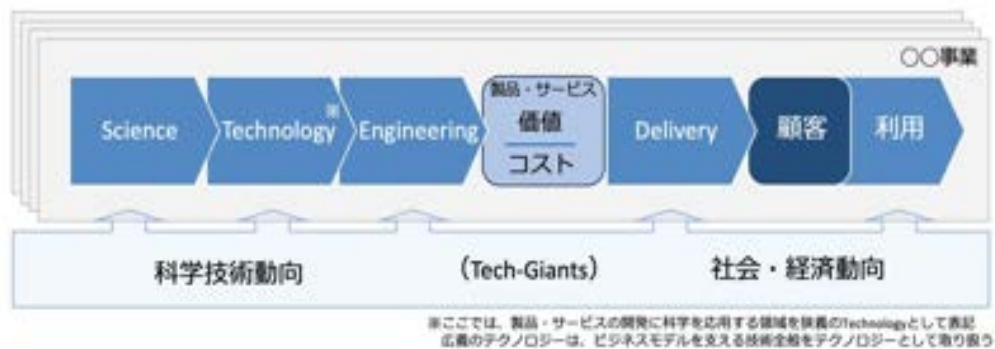 〇〇事業
Science
Technology
※
Engineering
製品・サービス
価値
コスト
Delivery
顧客
利用
科学技術動向
（Tech-Giants）
社会・経済動向
※ここでは、製品・サービスの開発に科学を応用する領域を狭義のTechnologyとして表記
広義のテクノロジーは、ビジネスモデルを支える技術全般をテクノロジーとして取り扱う